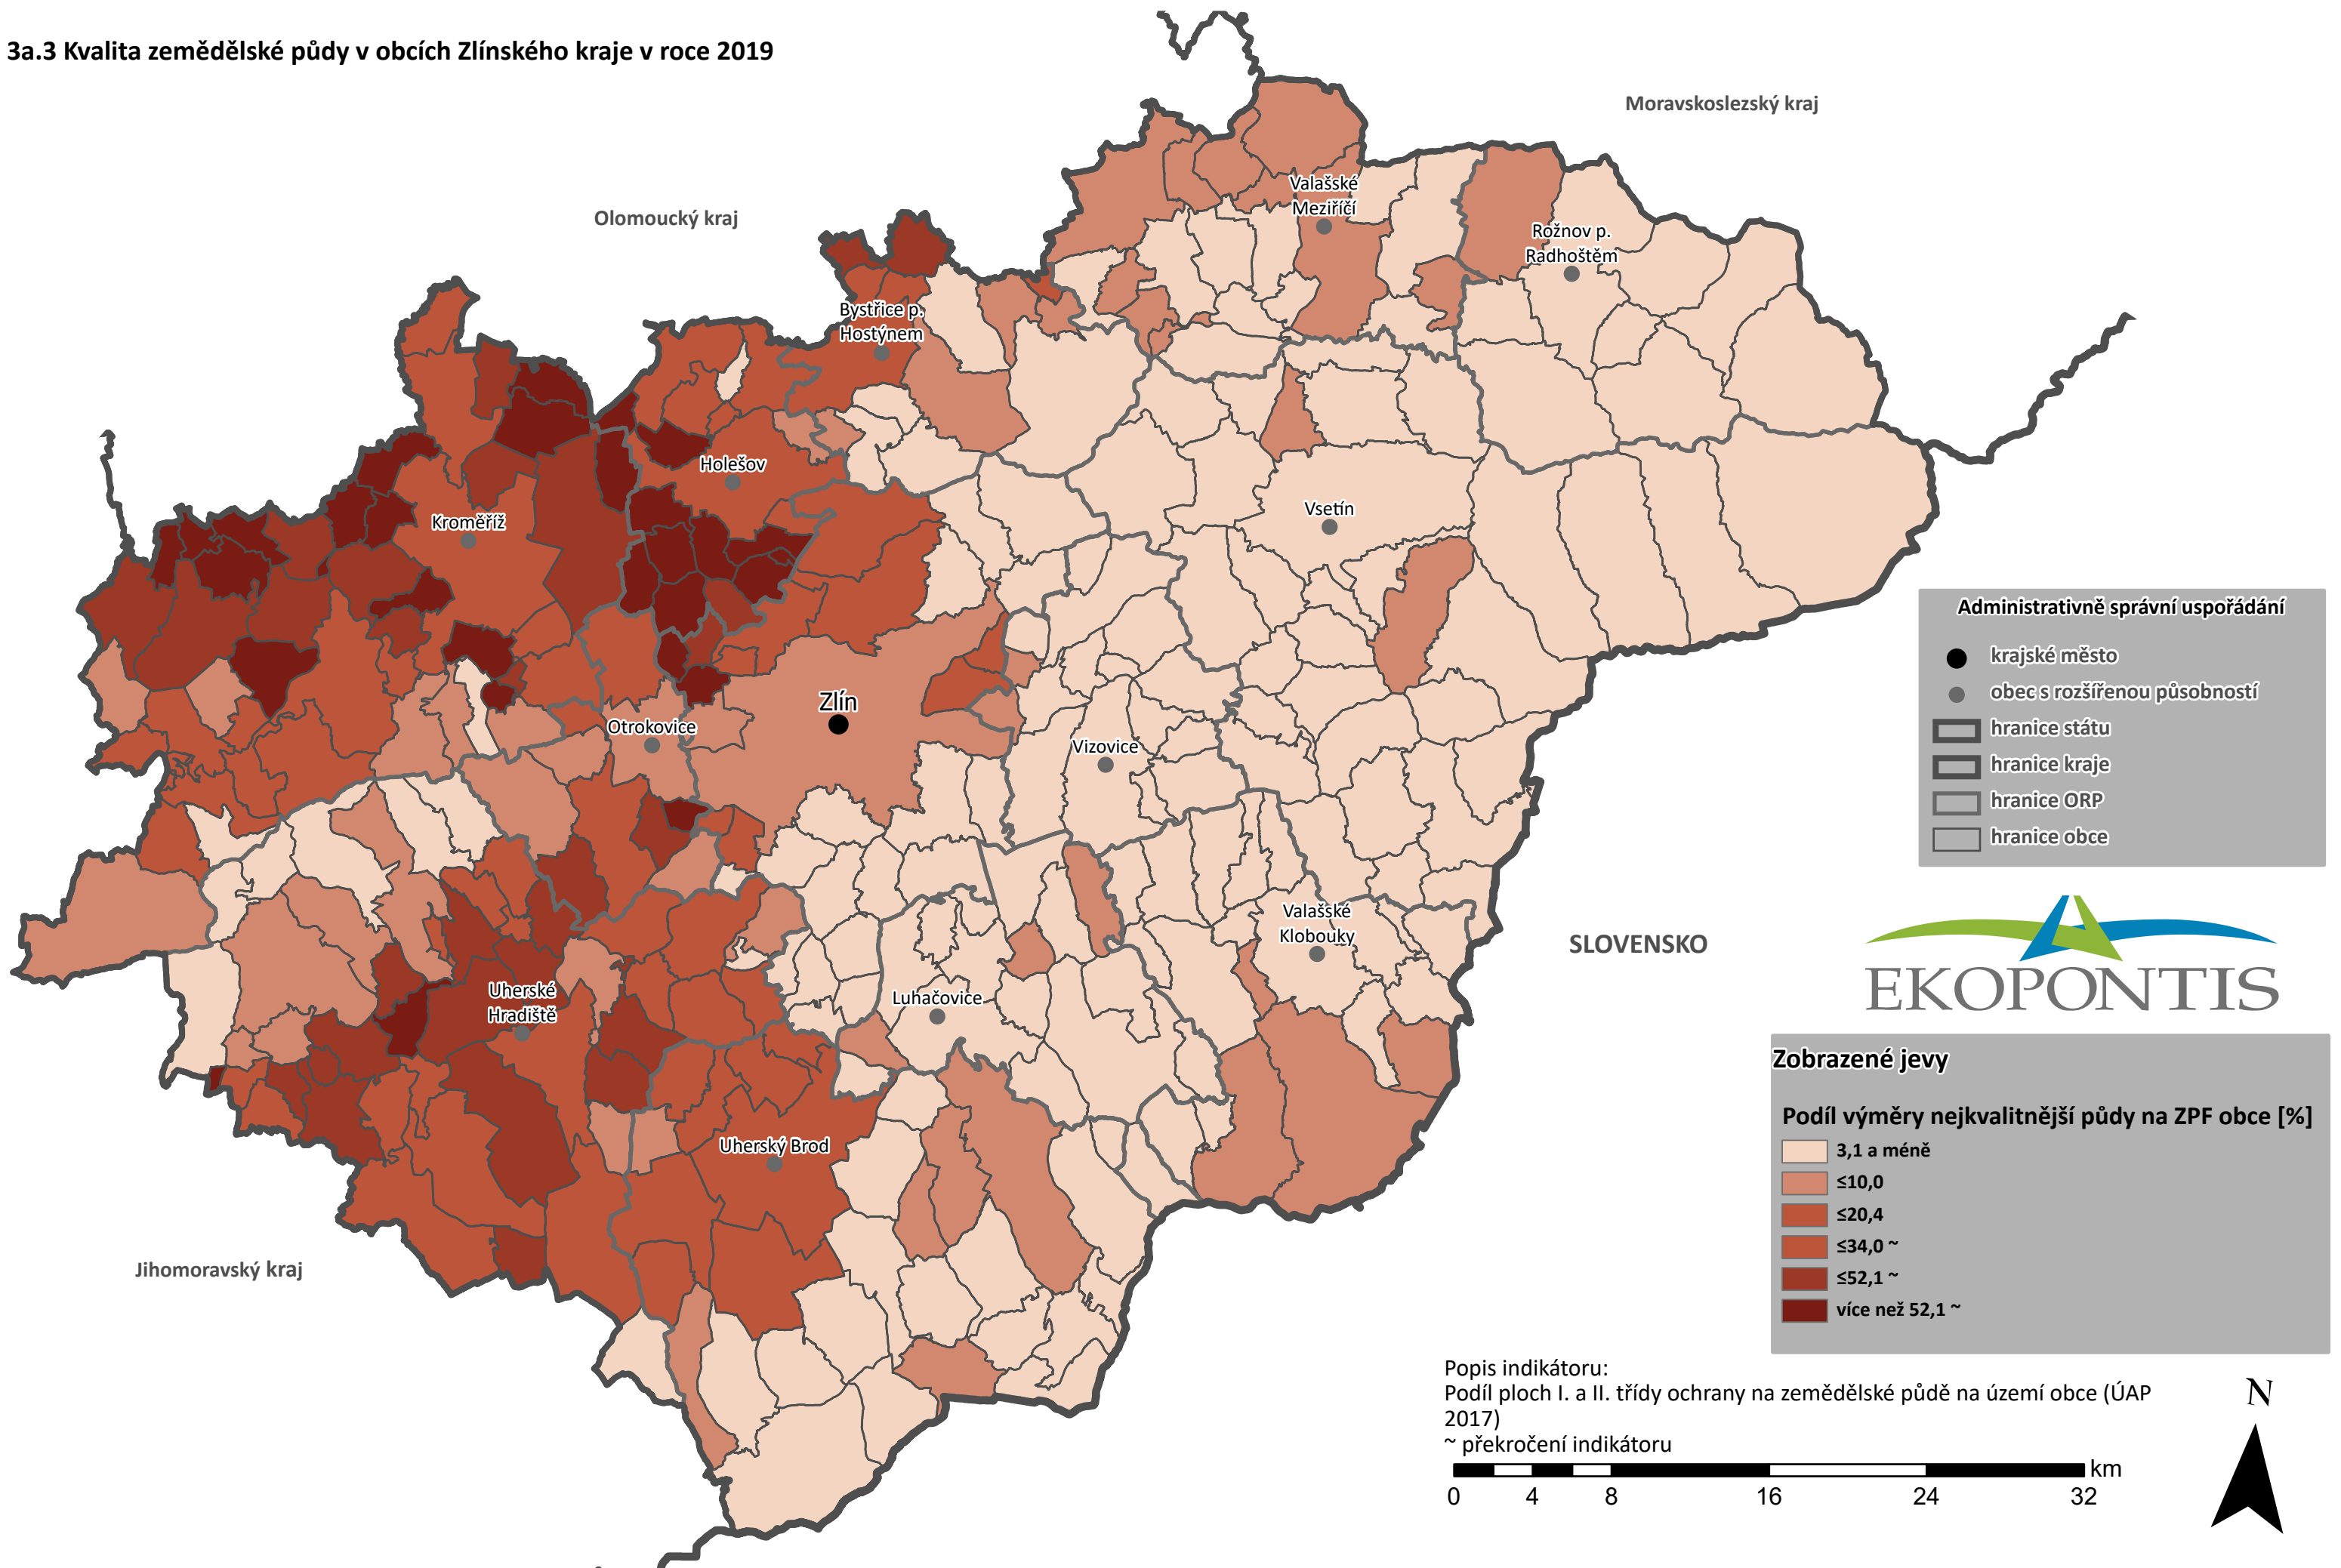 3a.3 Kvalita zemědělské půdy v obcích Zlínského kraje v roce 2019
Moravskoslezský kraj
Olomoucký kraj
Valašské
Meziříčí
Rožnov p.
Radhoštěm
Bystřice p.
Hostýnem
Holešov
Kroměříž
Vsetín
Zlín
Otrokovice
Vizovice
Valašské
Klobouky
SLOVENSKO
Uherské
Hradiště
Luhačovice
Uherský Brod
Jihomoravský kraj
Administrativně správní uspořádání
krajské město
obec s rozšířenou působností
hranice státu
hranice kraje
hranice ORP
hranice obce
EKOPONTIS
Zobrazené jevy
Podíl výměry nejkvalitnější půdy na ZPF obce [%]
3,1 a méně
≤10,0
≤20,4
≤34,0 ~
≤52,1 ~
více než 52,1 ~
Popis indikátoru:
Podíl ploch I. a II. třídy ochrany na zemědělské půdě na území obce (ÚAP
2017)
~ překročení indikátoru
N
km
0 4 8 16 24 32